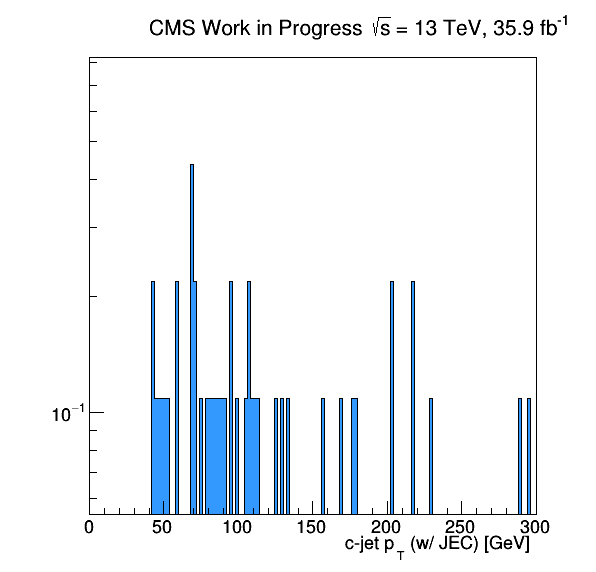 CMS Work in Progress √s = 13 TeV, 35.9 fb⁻¹
10⁻¹
0 50 100 150 200 250 300
c-jet p_T (w/ JEC) [GeV]